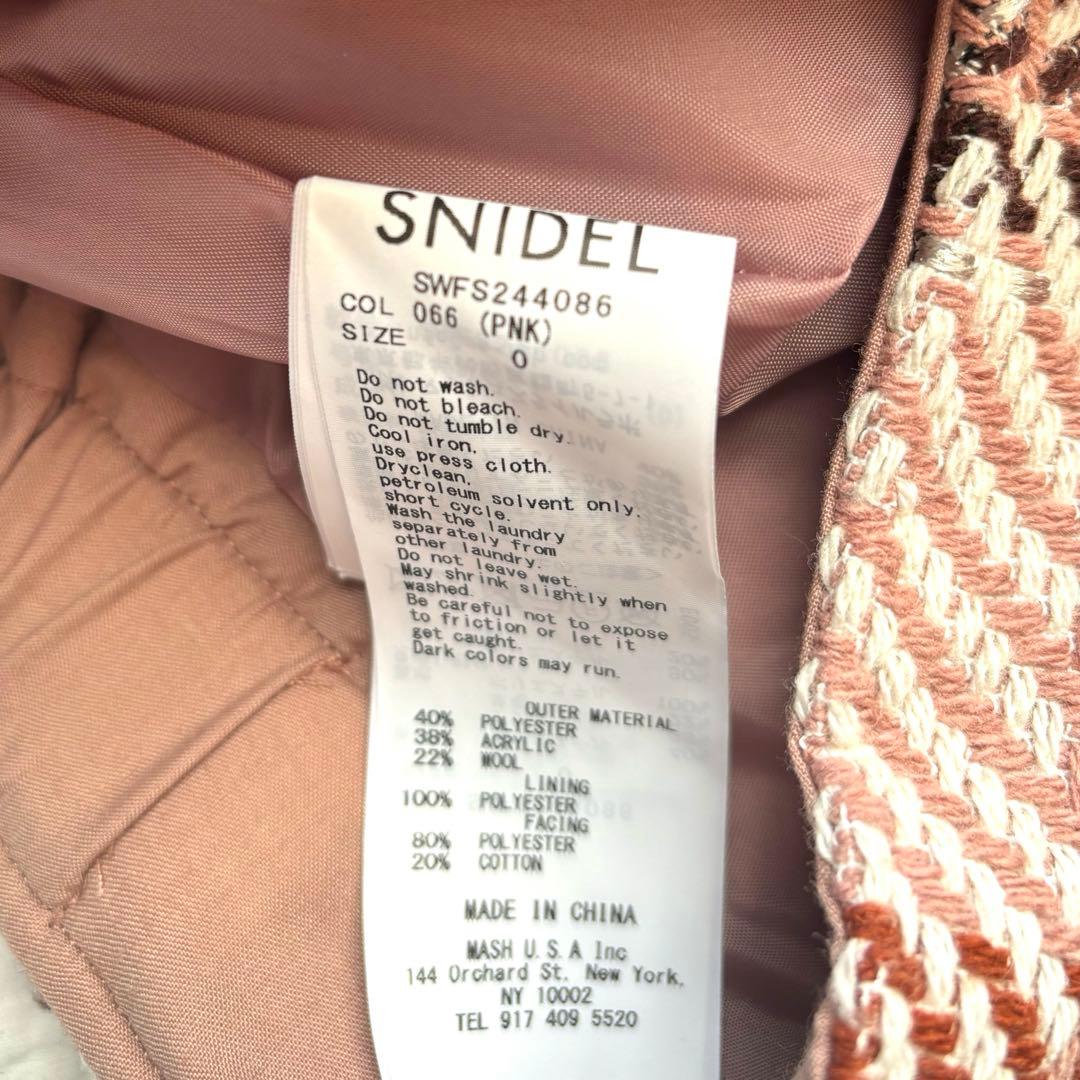 SNIDEL
SWFS244086
COL 066 (PNK)
SIZE 0
Do not wash.
Do not bleach.
Do not tumble dry.
Cool iron,
use press cloth.
Dryclean,
petroleum solvent only.
short cycle.
Wash the laundry
separately from
other laundry.
Do not leave wet.
May shrink slightly when
washed.
Be careful not to expose
to friction or let it
get caught.
Dark colors may run.
OUTER MATERIAL
40% POLYESTER
38% ACRYLIC
22% WOOL
LINING
100% POLYESTER
FACING
80% POLYESTER
20% COTTON
MADE IN CHINA
MASH U.S.A Inc
144 Orchard St. New York,
NY 10002
TEL 917 409 5520